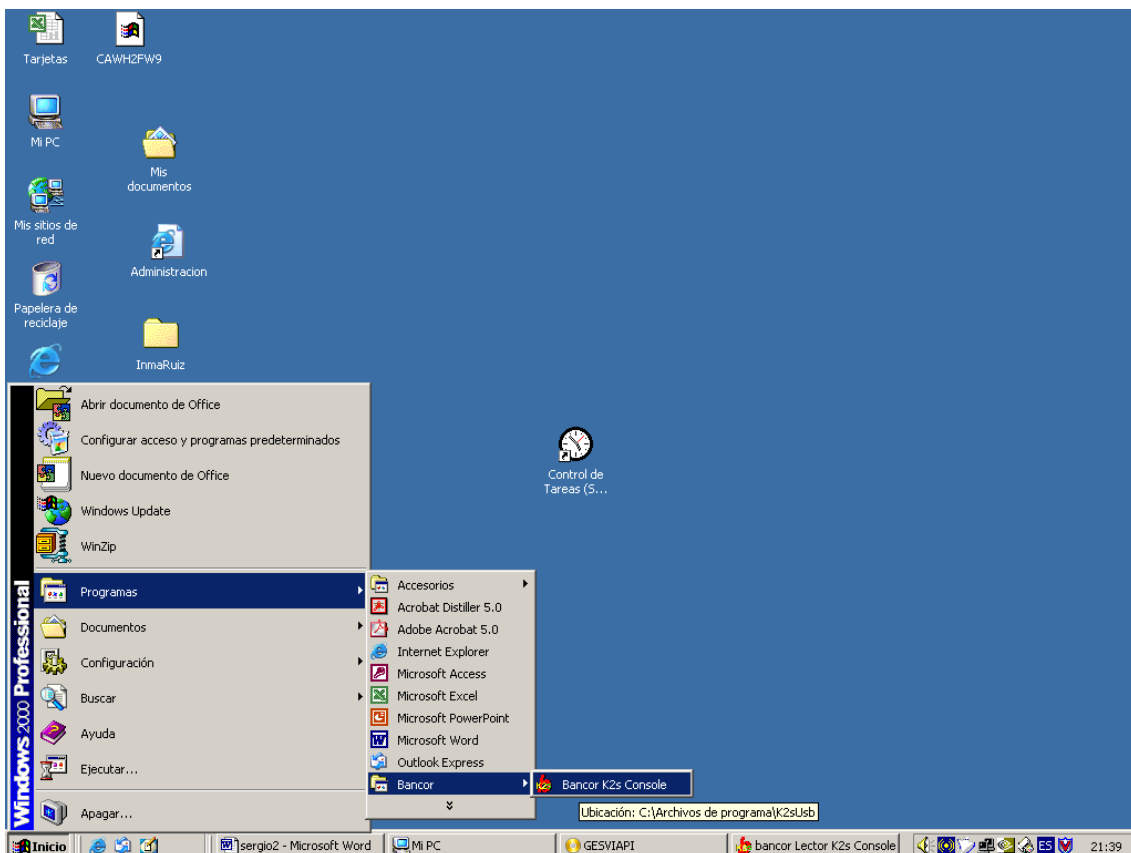 Tarjetas
CAWH2FW9
Mi PC
Mis
documentos
Mis sitios de
red
Administracion
Papelera de
reciclaje
InmaRuiz
Control de
Tareas (S...
Windows 2000 Professional
Abrir documento de Office
Configurar acceso y programas predeterminados
Nuevo documento de Office
Windows Update
WinZip
Programas
Documentos
Configuración
Buscar
Ayuda
Ejecutar...
Apagar...
Accesorios
Acrobat Distiller 5.0
Adobe Acrobat 5.0
Internet Explorer
Microsoft Access
Microsoft Excel
Microsoft PowerPoint
Microsoft Word
Outlook Express
Bancor
Bancor K2s Console
Ubicación: C:\Archivos de programa\K2sUsb
Inicio
sergio2 - Microsoft Word
Mi PC
GESVIAPI
bancor Lector K2s Console
ES
21:39